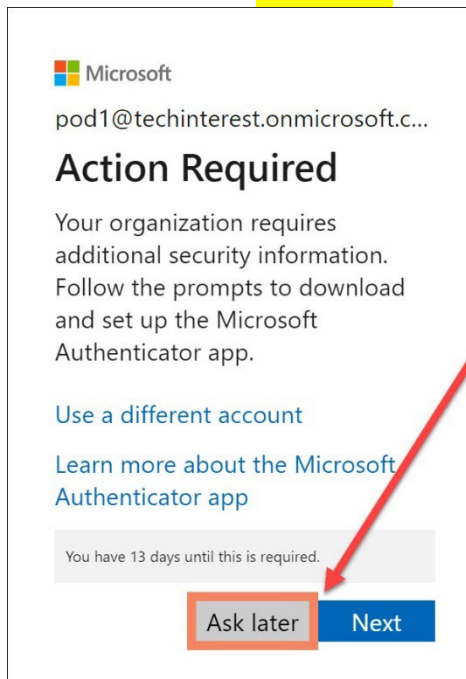 Microsoft
pod1@techinterest.onmicrosoft.c...
Action Required
Your organization requires
additional security information.
Follow the prompts to download
and set up the Microsoft
Authenticator app.
Use a different account
Learn more about the Microsoft
Authenticator app
You have 13 days until this is required.
Ask later Next